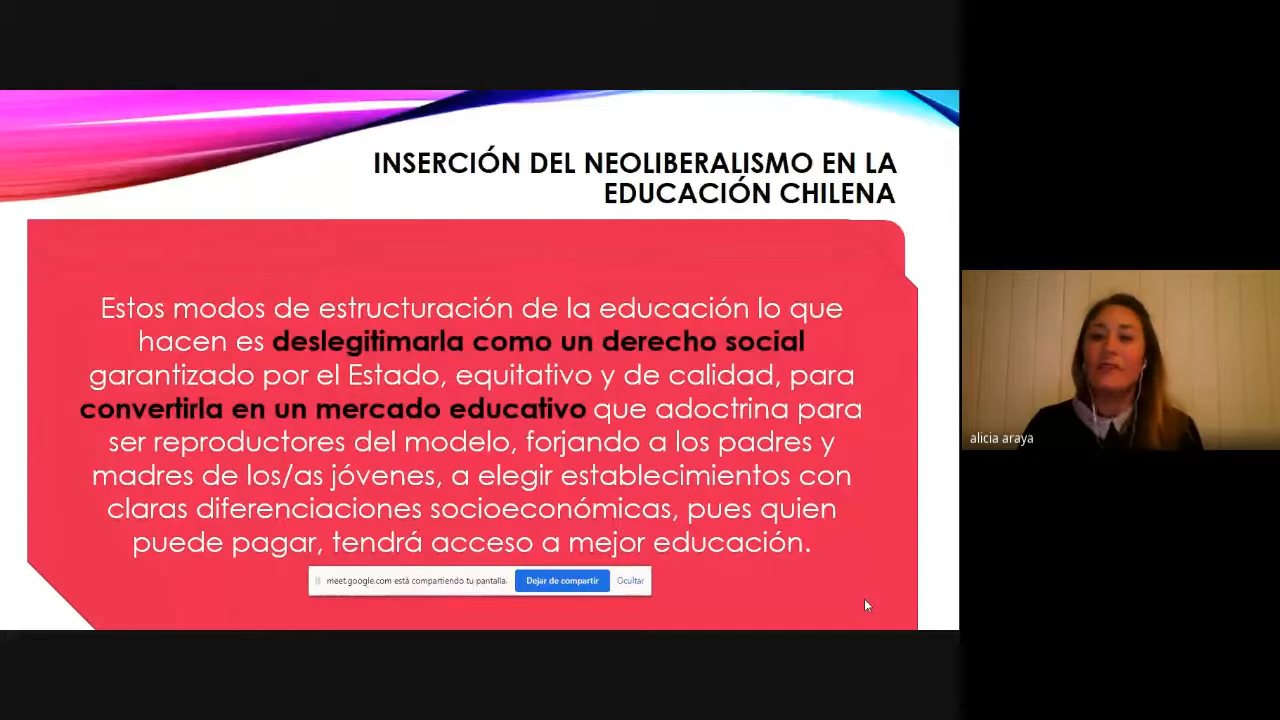 INSERCIÓN DEL NEOLIBERALISMO EN LA
EDUCACIÓN CHILENA
Estos modos de estructuración de la educación lo que
hacen es deslegitimarla como un derecho social
garantizado por el Estado, equitativo y de calidad, para
convertirla en un mercado educativo que adoctrina para
ser reproductores del modelo, forjando a los padres y
madres de los/as jóvenes, a elegir establecimientos con
claras diferenciaciones socioeconómicas, pues quien
puede pagar, tendrá acceso a mejor educación.
meet.google.com está compartiendo tu pantalla. Dejar de compartir Ocultar
alicia araya